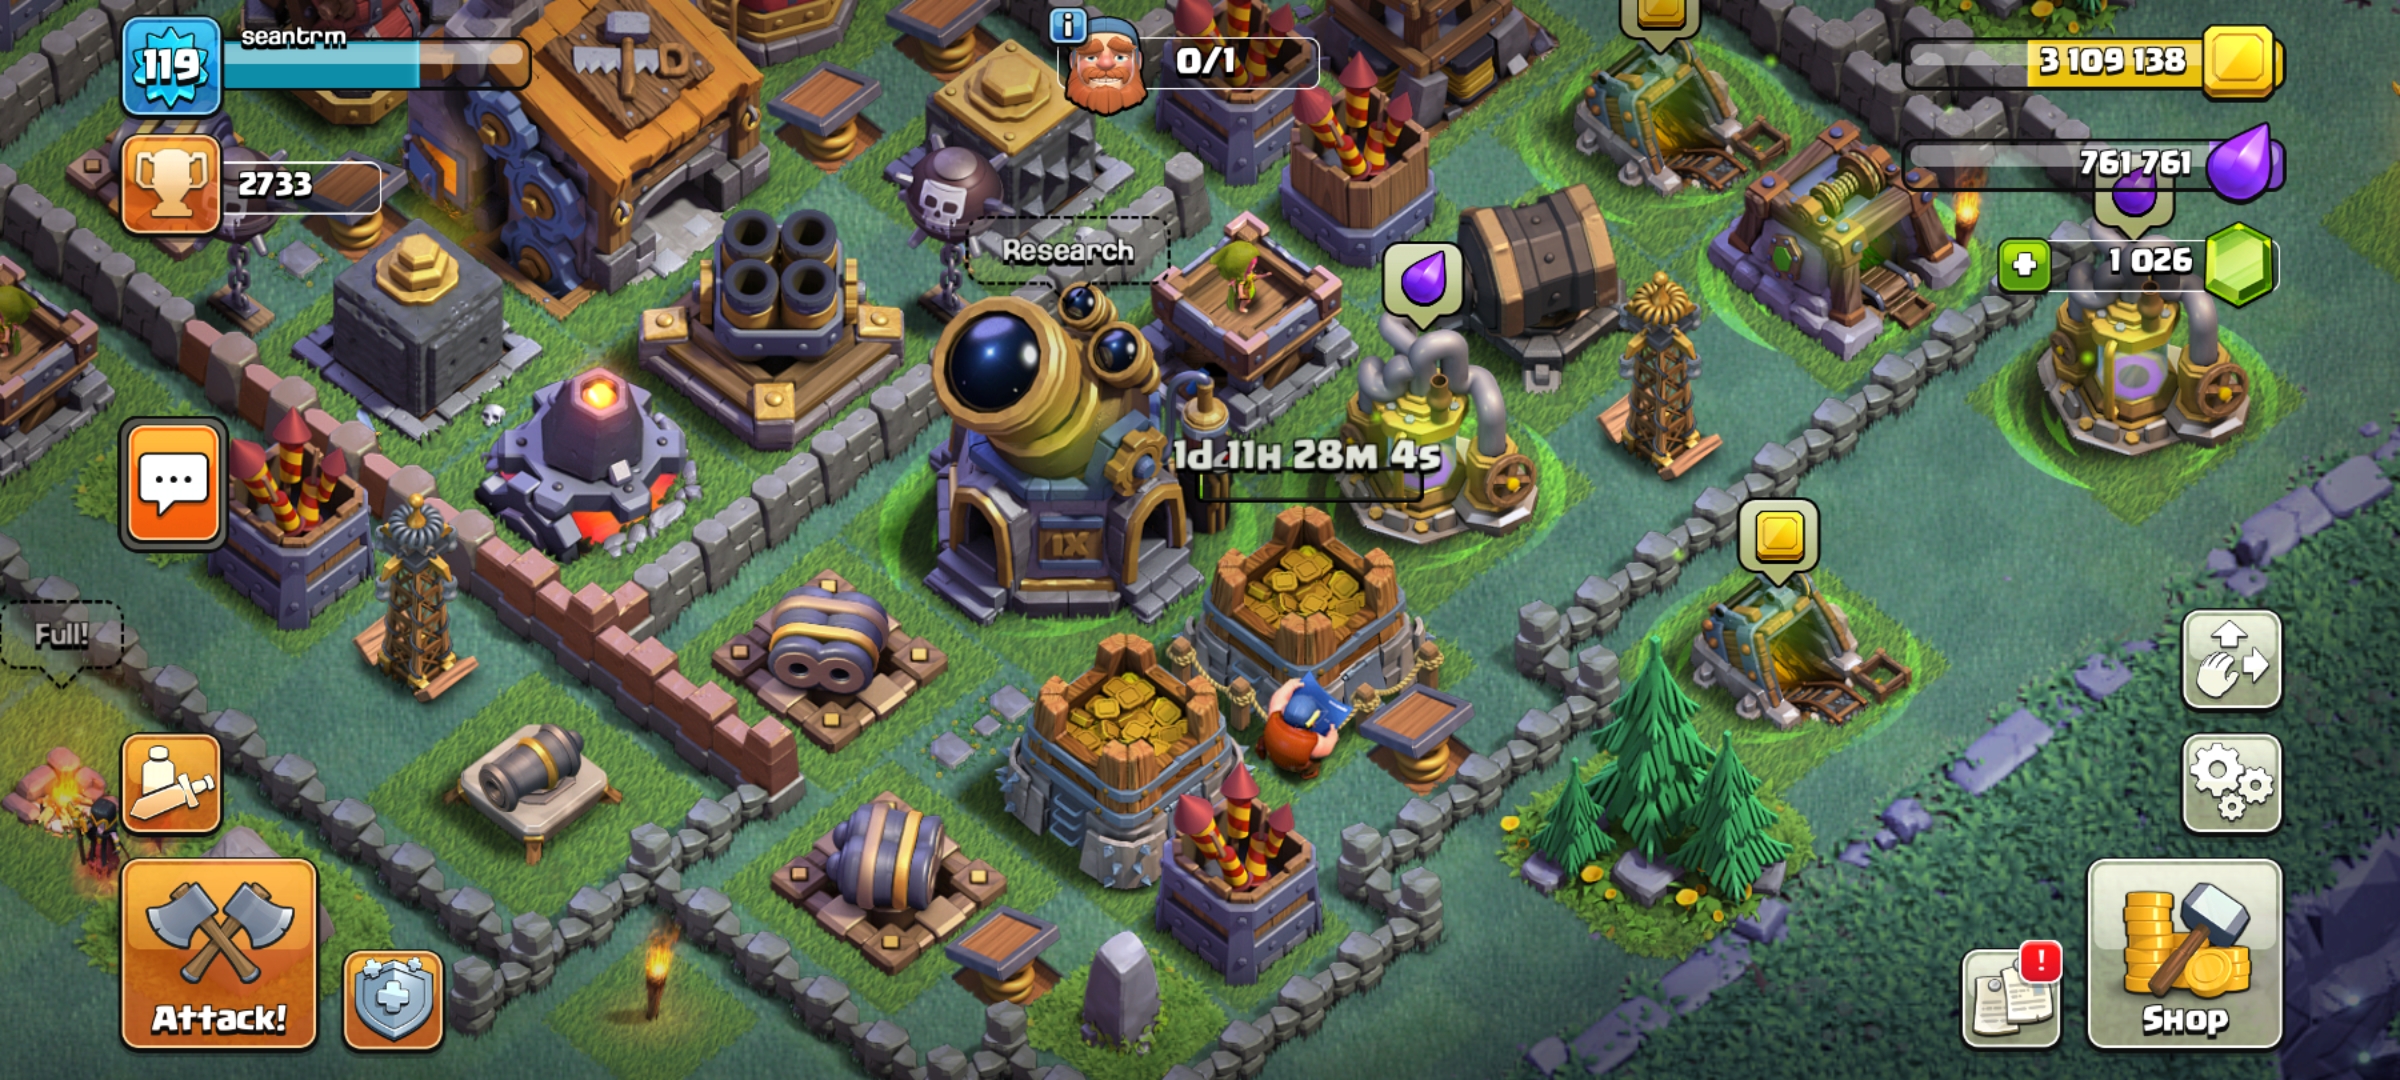 119
seantrm
i
0/1
3 109 138
2733
761 761
Research
1 026
1d 11H 28M 4s
IX
Full!
!
Attack!
Shop